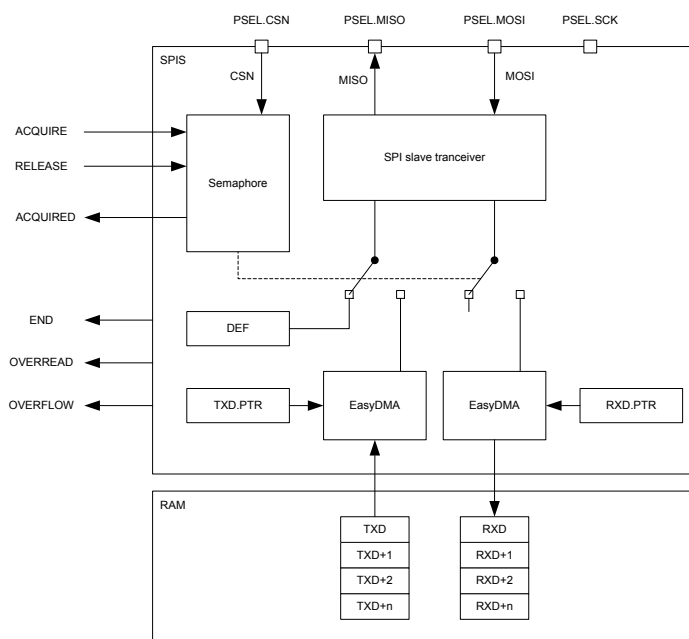 PSEL.CSN PSEL.MISO PSEL.MOSI PSEL.SCK
SPIS
CSN MISO MOSI
ACQUIRE
RELEASE
ACQUIRED
Semaphore
SPI slave tranceiver
END
OVERREAD
OVERFLOW
DEF
TXD.PTR EasyDMA EasyDMA RXD.PTR
RAM
TXD RXD
TXD+1 RXD+1
TXD+2 RXD+2
TXD+n RXD+n